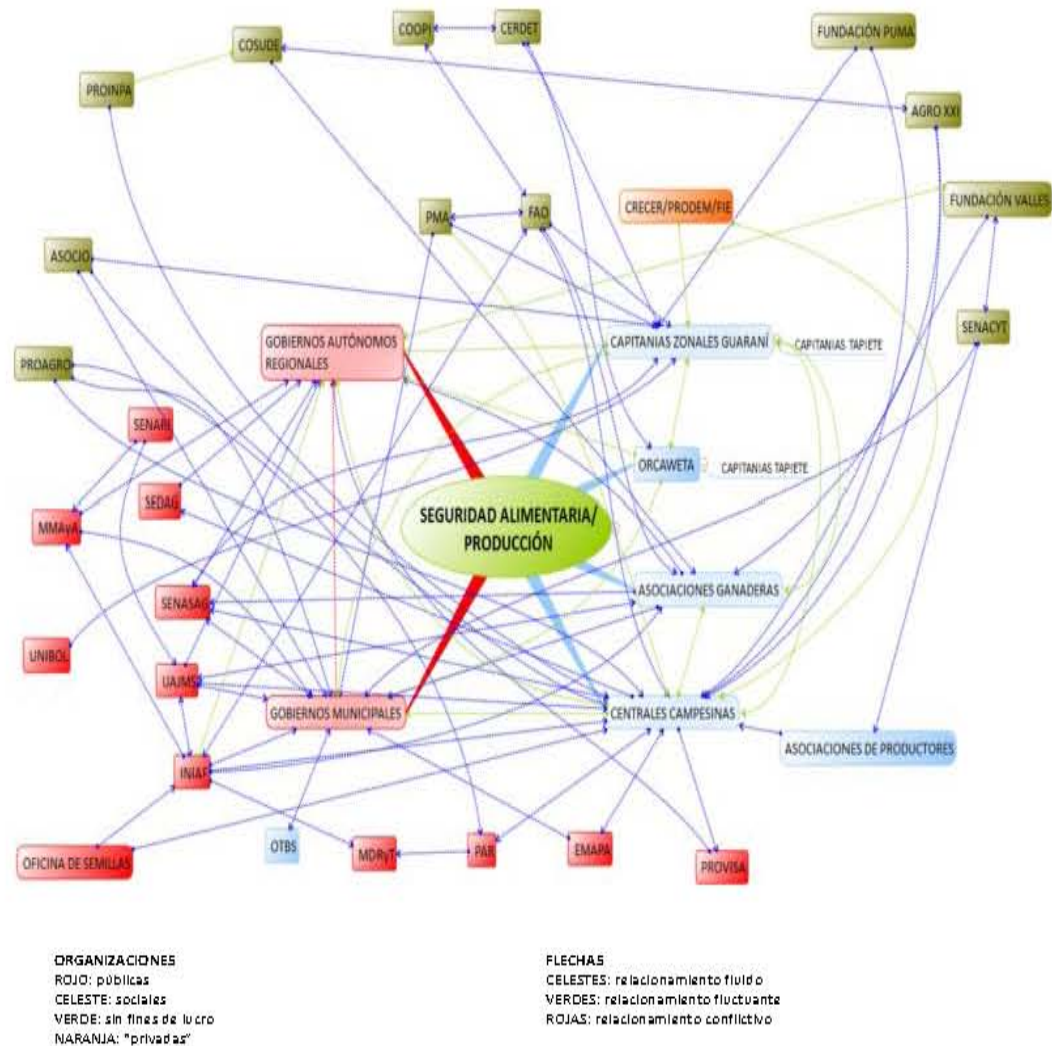 COOPI
CERDET
COSUDE
FUNDACIÓN PUMA
PROINPA
AGRO XXI
FUNDACIÓN VALLES
CRECER/PRODEM/FIE
PMA
FAO
ASOCIO
SENACYT
GOBIERNOS AUTÓNOMOS
REGIONALES
CAPITANIAS ZONALES GUARANÍ
CAPITANIAS TAPIETE
PROAGRO
SENARI
ORCAWETA
CAPITANIAS TAPIETE
SEDAG
MMAyA
SEGURIDAD ALIMENTARIA/
PRODUCCIÓN
SENASAG
ASOCIACIONES GANADERAS
UNIBOL
UAJMS
GOBIERNOS MUNICIPALES
CENTRALES CAMPESINAS
ASOCIACIONES DE PRODUCTORES
INIAF
OFICINA DE SEMILLAS
OTBS
MDRyT
PAR
EMAPA
PROVISA
ORGANIZACIONES
ROJO: públicas
CELESTE: sociales
VERDE: sin fines de lucro
NARANJA: "privadas"
FLECHAS
CELESTES: relacionamiento fluido
VERDES: relacionamiento fluctuante
ROJAS: relacionamiento conflictivo